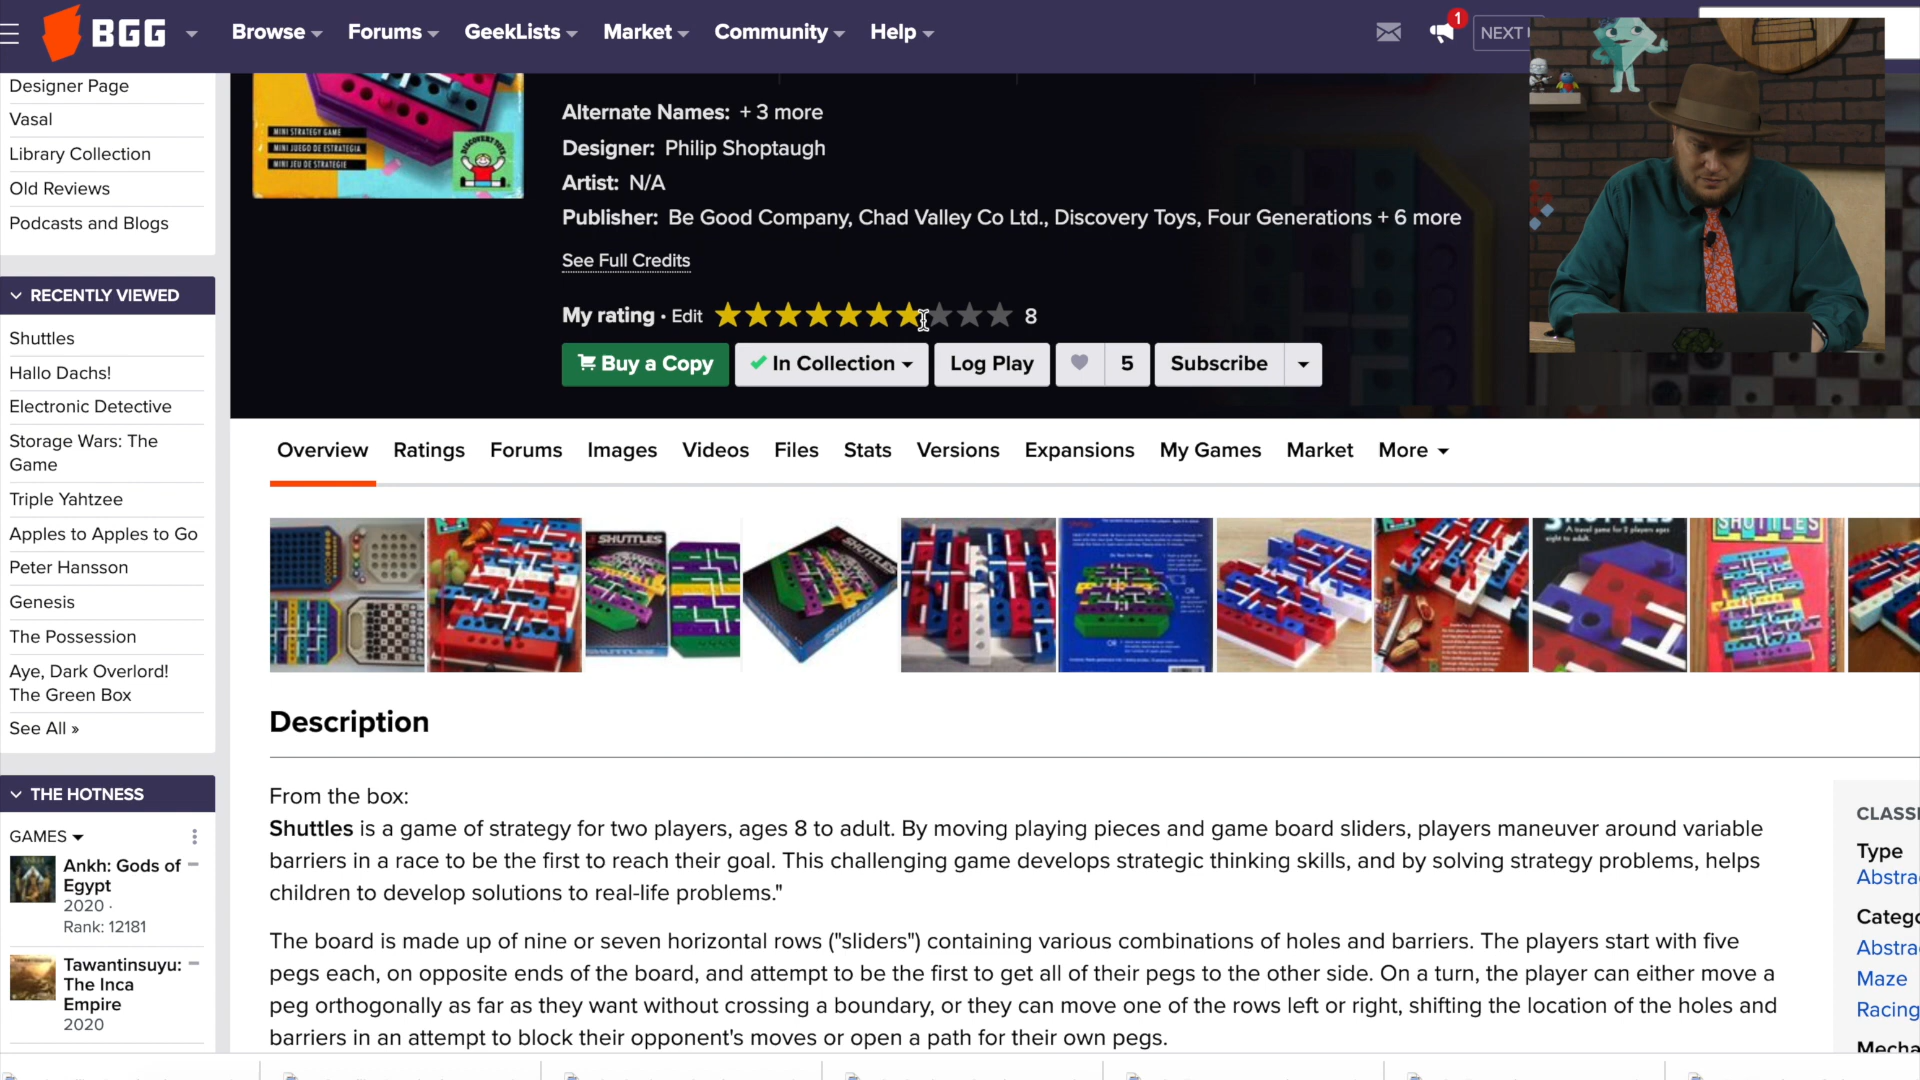 BGG
Browse
Forums
GeekLists
Market
Community
Help
1
NEXT
Designer Page
Vasal
Library Collection
Old Reviews
Podcasts and Blogs
RECENTLY VIEWED
Shuttles
Hallo Dachs!
Electronic Detective
Storage Wars: The
Game
Triple Yahtzee
Apples to Apples to Go
Peter Hansson
Genesis
The Possession
Aye, Dark Overlord!
The Green Box
See All »
THE HOTNESS
GAMES
Ankh: Gods of
Egypt
2020 ·
Rank: 12181
Tawantinsuyu:
The Inca
Empire
2020
MINI STRATEGY GAME
MINI JUEGO DE ESTRATEGIA
MINI JEU DE STRATEGIE
DISCOVERY TOYS
Alternate Names: + 3 more
Designer: Philip Shoptaugh
Artist: N/A
Publisher: Be Good Company, Chad Valley Co Ltd., Discovery Toys, Four Generations + 6 more
See Full Credits
My rating · Edit 8
Buy a Copy
In Collection
Log Play
5
Subscribe
Overview
Ratings
Forums
Images
Videos
Files
Stats
Versions
Expansions
My Games
Market
More
SHUTTLES
SHUTTLES
SHUTTLES
A travel game for 2 players ages
eight to adult.
SHUTTLES
Description
From the box:
Shuttles is a game of strategy for two players, ages 8 to adult. By moving playing pieces and game board sliders, players maneuver around variable
barriers in a race to be the first to reach their goal. This challenging game develops strategic thinking skills, and by solving strategy problems, helps
children to develop solutions to real-life problems."
The board is made up of nine or seven horizontal rows ("sliders") containing various combinations of holes and barriers. The players start with five
pegs each, on opposite ends of the board, and attempt to be the first to get all of their pegs to the other side. On a turn, the player can either move a
peg orthogonally as far as they want without crossing a boundary, or they can move one of the rows left or right, shifting the location of the holes and
barriers in an attempt to block their opponent's moves or open a path for their own pegs.
CLASSI
Type
Abstra
Catego
Abstra
Maze
Racing
Mecha